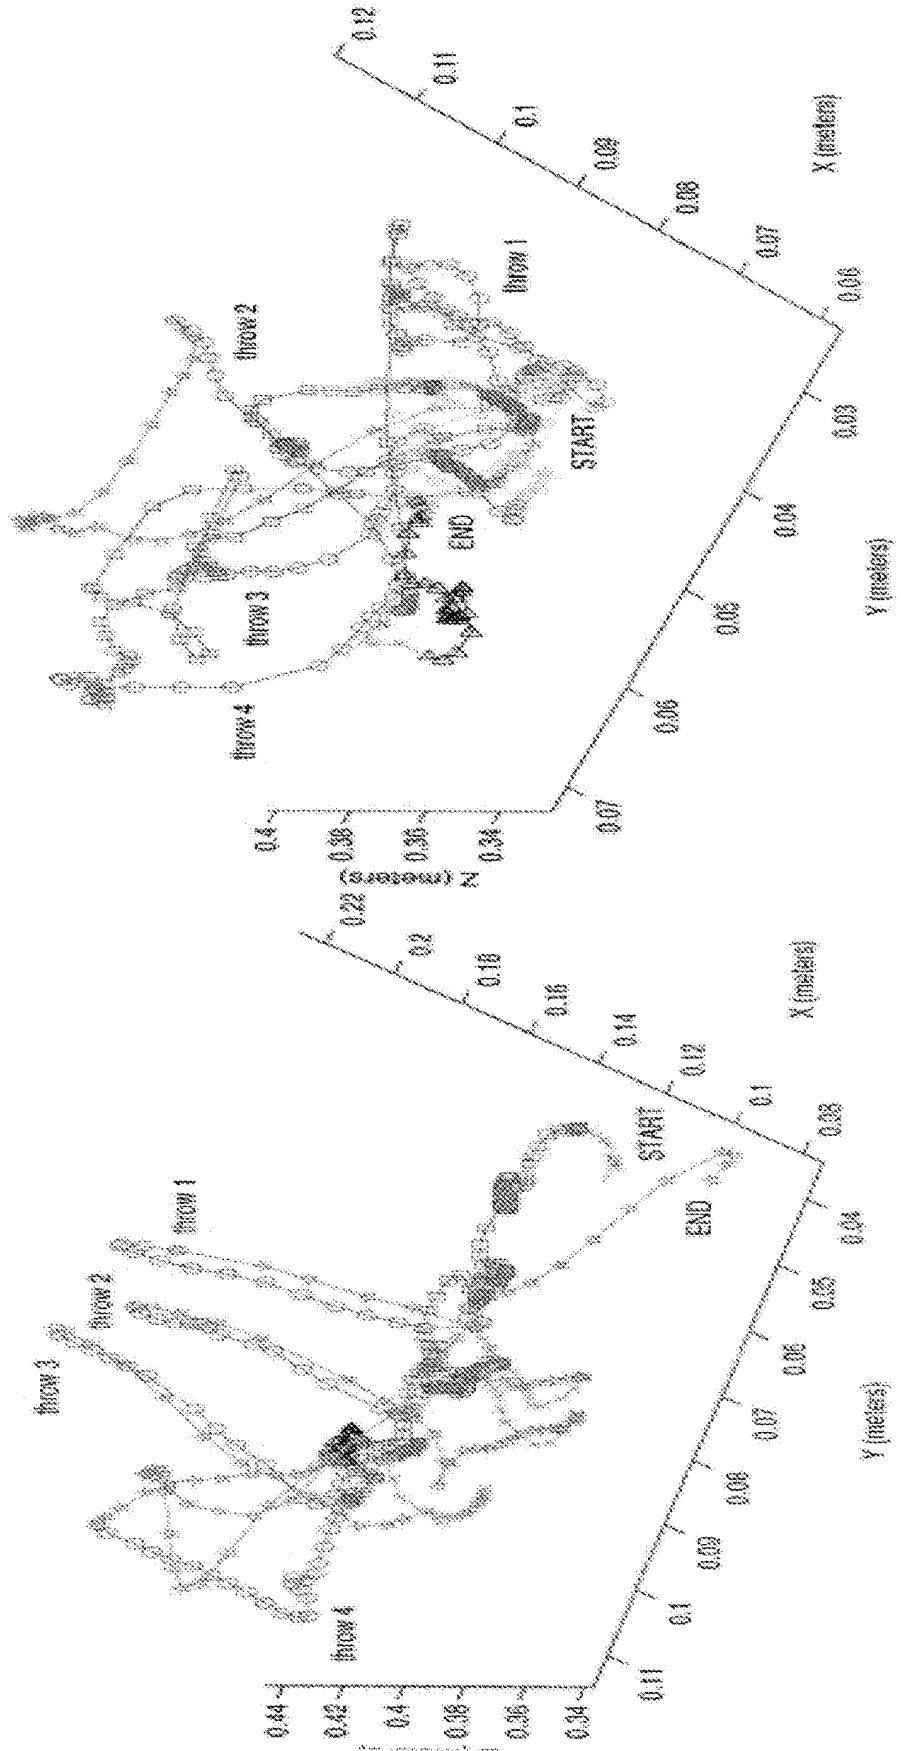 0.44
0.42
0.4
0.38
0.36
0.34
0.11
0.1
0.09
0.08
0.07
0.06
0.05
0.04
Y (meters)
0.08
0.1
0.12
0.14
0.16
0.18
0.2
0.22
X (meters)
throw 1
throw 2
throw 3
throw 4
START
END
0.4
0.38
0.36
0.34
Z (meters)
0.07
0.06
0.05
0.04
0.03
Y (meters)
0.06
0.07
0.08
0.09
0.1
0.11
0.12
X (meters)
throw 1
throw 2
throw 3
throw 4
START
END